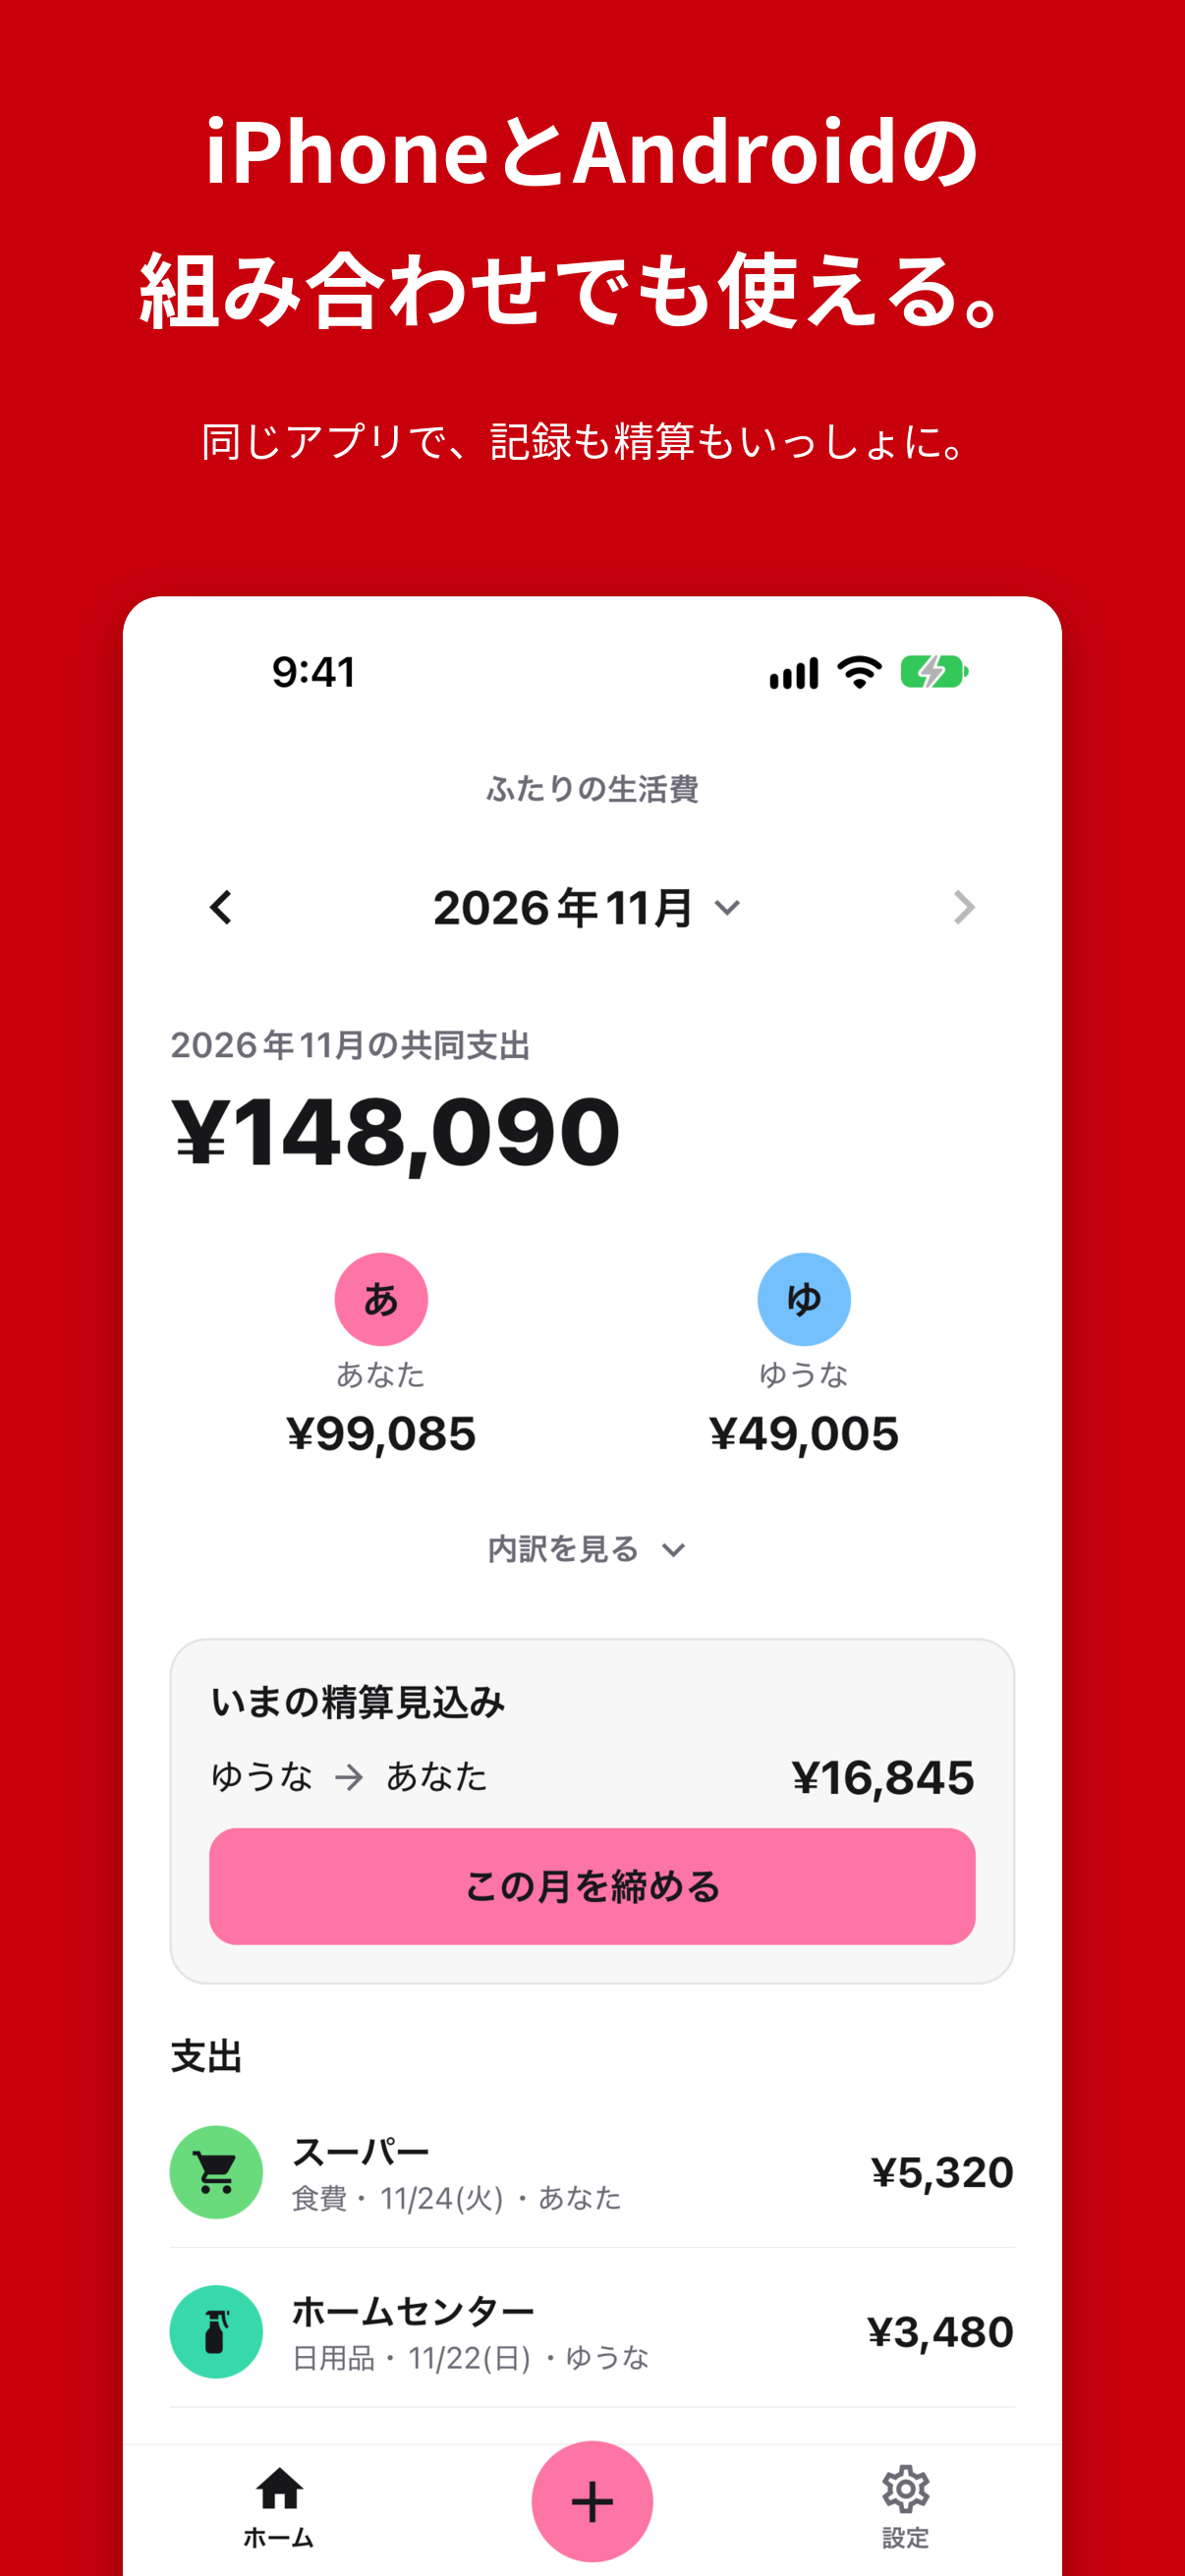 iPhoneとAndroidの
組み合わせでも使える。
同じアプリで、記録も精算もいっしょに。
9:41
ふたりの生活費
2026年11月
2026年11月の共同支出
¥148,090
あ ゆ
あなた ゆうな
¥99,085 ¥49,005
内訳を見る
いまの精算見込み
ゆうな → あなた ¥16,845
この月を締める
支出
スーパー ¥5,320
食費・11/24(火)・あなた
ホームセンター ¥3,480
日用品・11/22(日)・ゆうな
+
ホーム 設定